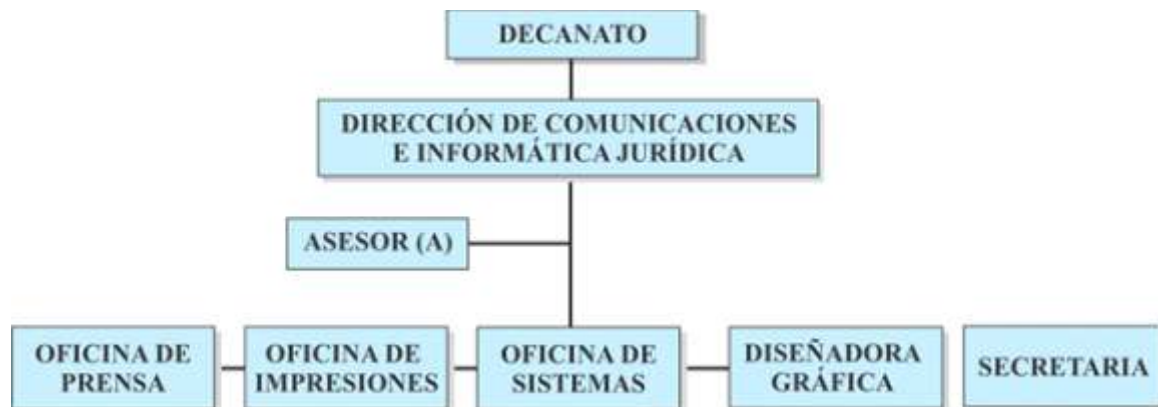 DECANATO
DIRECCIÓN DE COMUNICACIONES
E INFORMÁTICA JURÍDICA
ASESOR (A)
OFICINA DE
PRENSA
OFICINA DE
IMPRESIONES
OFICINA DE
SISTEMAS
DISEÑADORA
GRÁFICA
SECRETARIA